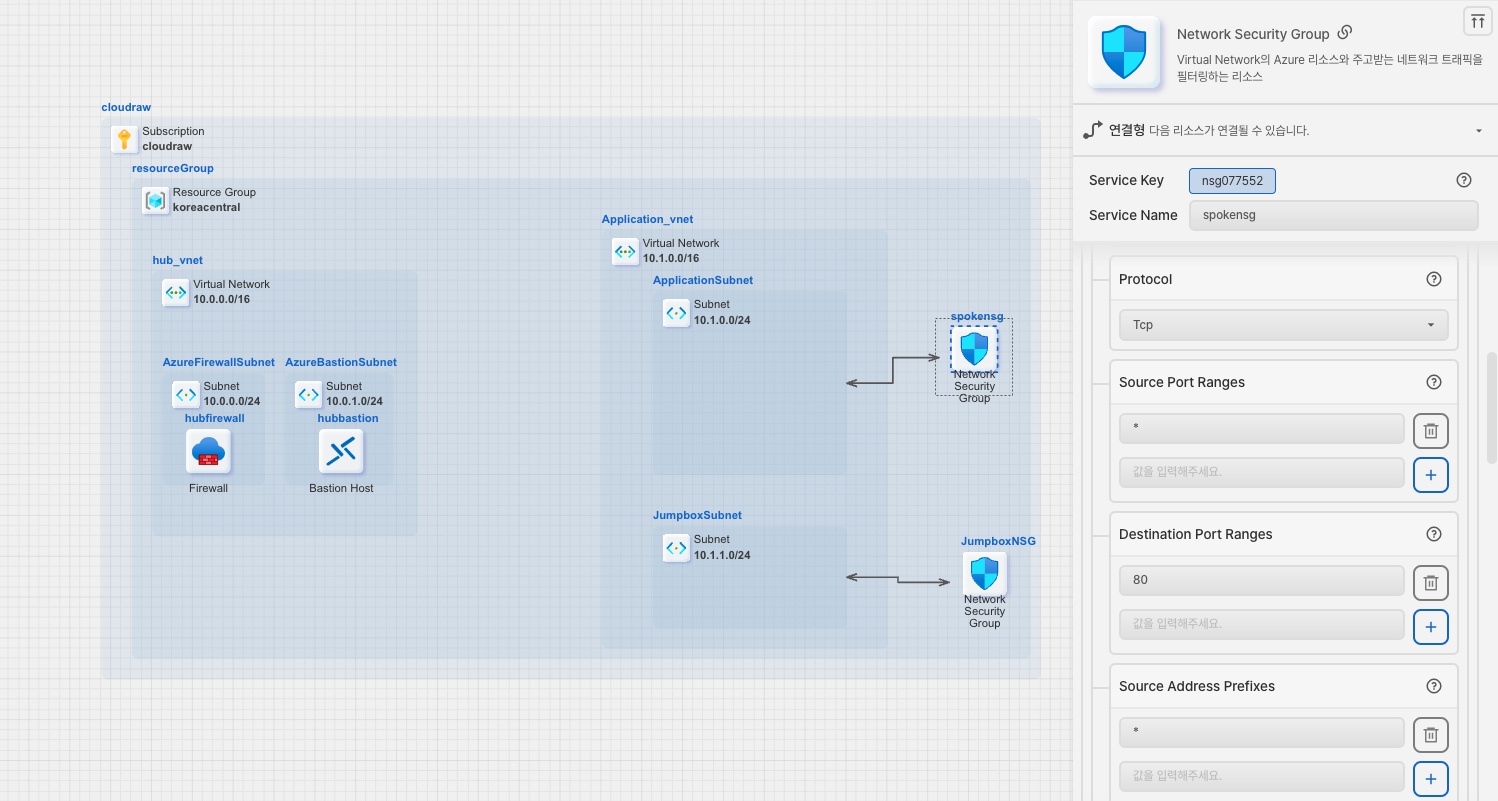 cloudraw
Subscription
cloudraw
resourceGroup
Resource Group
koreacentral
hub_vnet
Virtual Network
10.0.0.0/16
AzureFirewallSubnet
Subnet
10.0.0.0/24
hubfirewall
Firewall
AzureBastionSubnet
Subnet
10.0.1.0/24
hubbastion
Bastion Host
Application_vnet
Virtual Network
10.1.0.0/16
ApplicationSubnet
Subnet
10.1.0.0/24
spokensg
Network
Security
Group
JumpboxSubnet
Subnet
10.1.1.0/24
JumpboxNSG
Network
Security
Group
Network Security Group
Virtual Network의 Azure 리소스와 주고받는 네트워크 트래픽을
필터링하는 리소스
연결형 다음 리소스가 연결될 수 있습니다.
Service Key nsg077552
Service Name spokensg
Protocol
Tcp
Source Port Ranges
*
값을 입력해주세요.
Destination Port Ranges
80
값을 입력해주세요.
Source Address Prefixes
*
값을 입력해주세요.